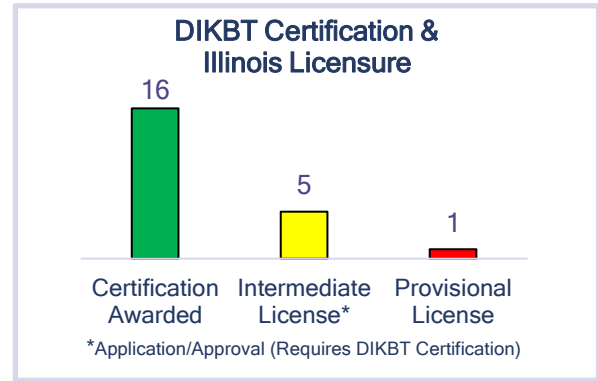 DIKBT Certification &
Illinois Licensure
16
5
1
Certification Awarded
Intermediate License*
Provisional License
*Application/Approval (Requires DIKBT Certification)